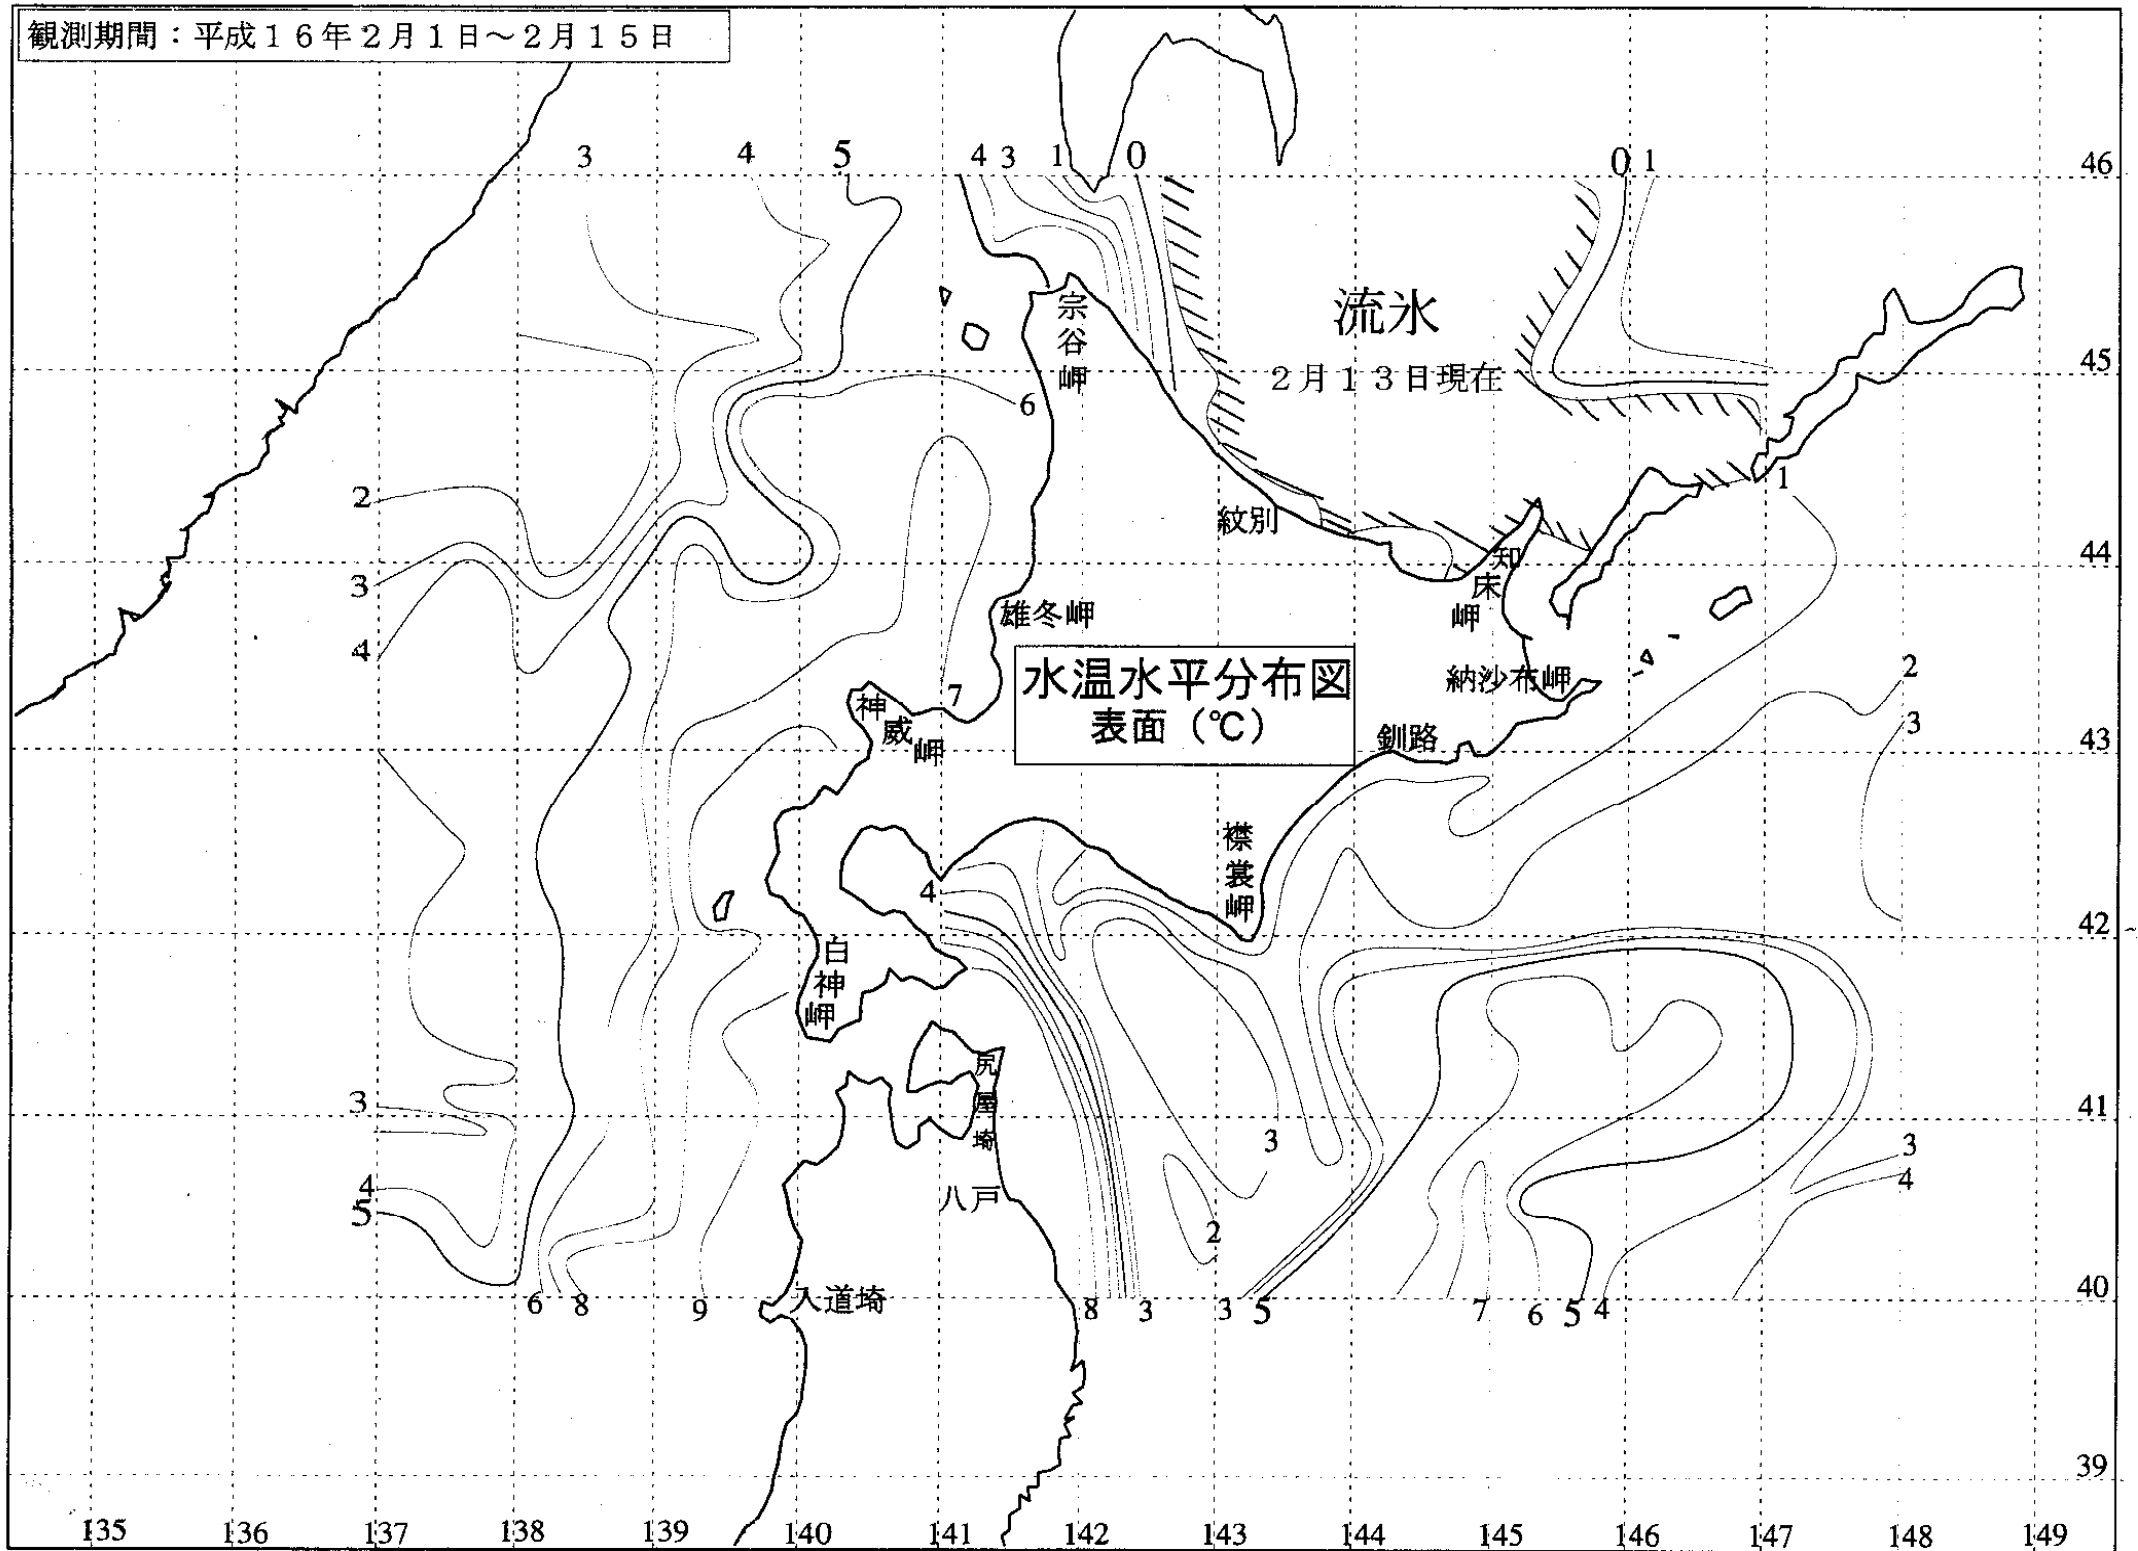 観測期間：平成１６年２月１日～２月１５日
3 4 5 4 3 1 0 0 1 46
流氷
２月１３日現在
宗
谷
岬
45
6
2
1
紋別
44
3
知
床
岬
雄冬岬
4
水温水平分布図
表面（℃）
納沙布岬
2
7
神
威
岬
釧路
3
43
襟
裳
岬
4
42
白
神
岬
尻
屋
埼
3
41
3
3
4
4
5
八戸
2
40
入道埼
6 8 9 8 3 3 5 7 6 5 4
39
135 136 137 138 139 140 141 142 143 144 145 146 147 148 149